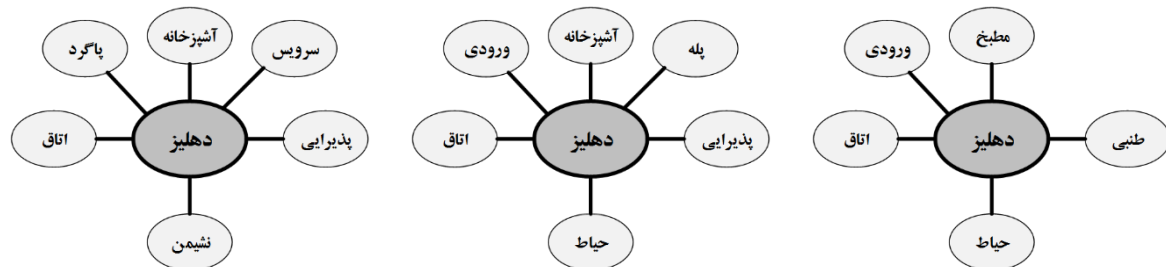 ورودی
مطبخ
اتاق
دهلیز
طنبی
حیاط
ورودی
آشپزخانه
پله
اتاق
دهلیز
پذیرایی
حیاط
پاگرد
آشپزخانه
سرویس
اتاق
دهلیز
پذیرایی
نشیمن